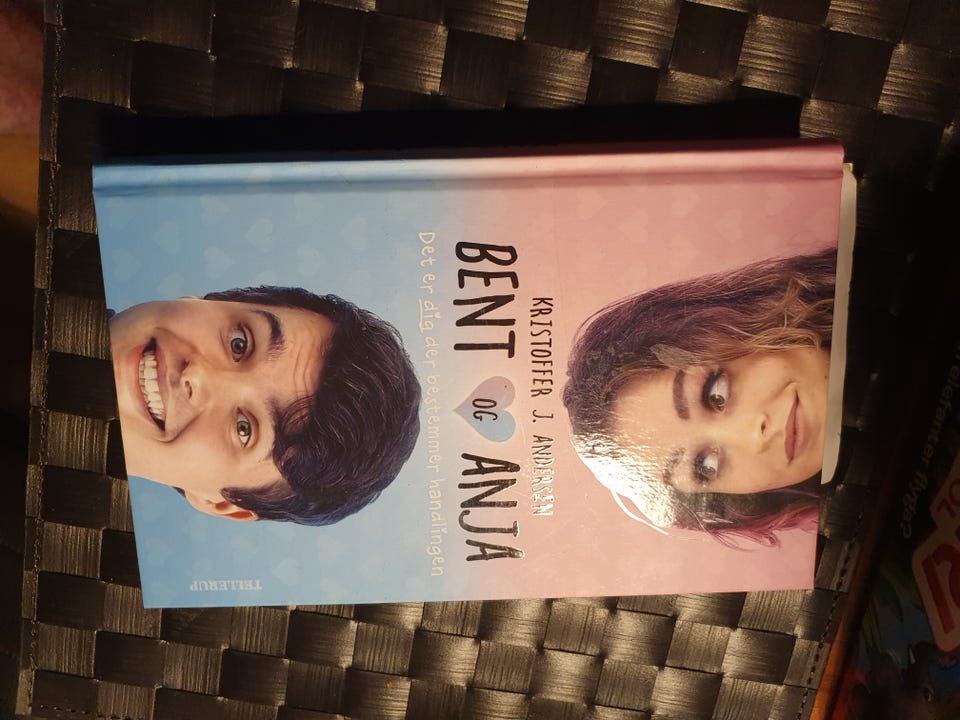 KRISTOFFER J. ANDERSEN
BENT
OG
ANJA
Det er dig der bestemmer handlingen
TELLERUP